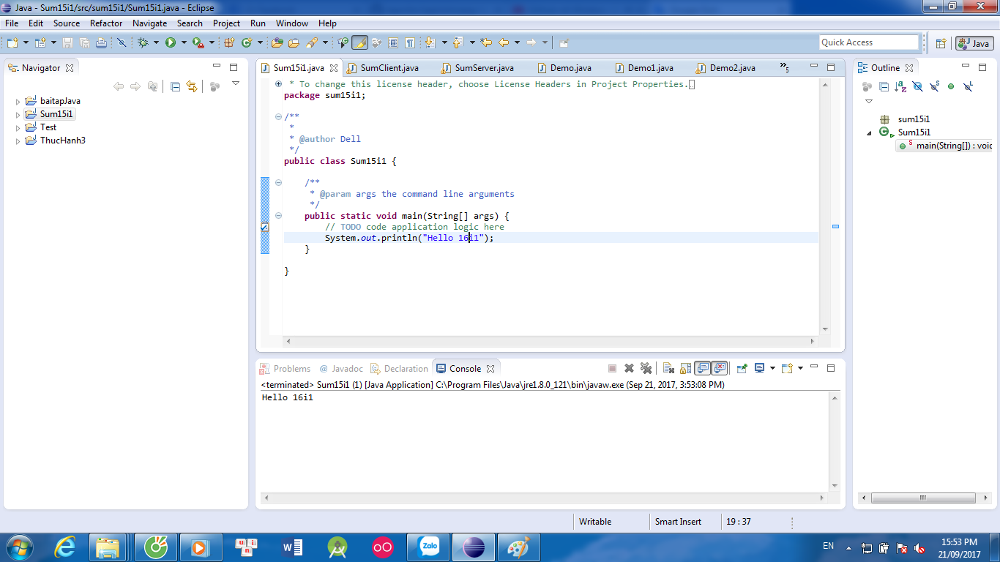 Java - Sum15i1/src/sum15i1/Sum15i1.java - Eclipse
File Edit Source Refactor Navigate Search Project Run Window Help
Quick Access
Java
Navigator
baitapJava
Sum15i1
Test
ThucHanh3
Sum15i1.java SumClient.java SumServer.java Demo.java Demo1.java Demo2.java »5
* To change this license header, choose License Headers in Project Properties.
package sum15i1;
/**
*
* @author Dell
*/
public class Sum15i1 {
/**
* @param args the command line arguments
*/
public static void main(String[] args) {
// TODO code application logic here
System.out.println("Hello 16i1");
}
}
Outline
sum15i1
Sum15i1
main(String[]) : void
Problems Javadoc Declaration Console
<terminated> Sum15i1 (1) [Java Application] C:\Program Files\Java\jre1.8.0_121\bin\javaw.exe (Sep 21, 2017, 3:53:08 PM)
Hello 16i1
Writable Smart Insert 19 : 37
Zalo
EN
15:53 PM
21/09/2017